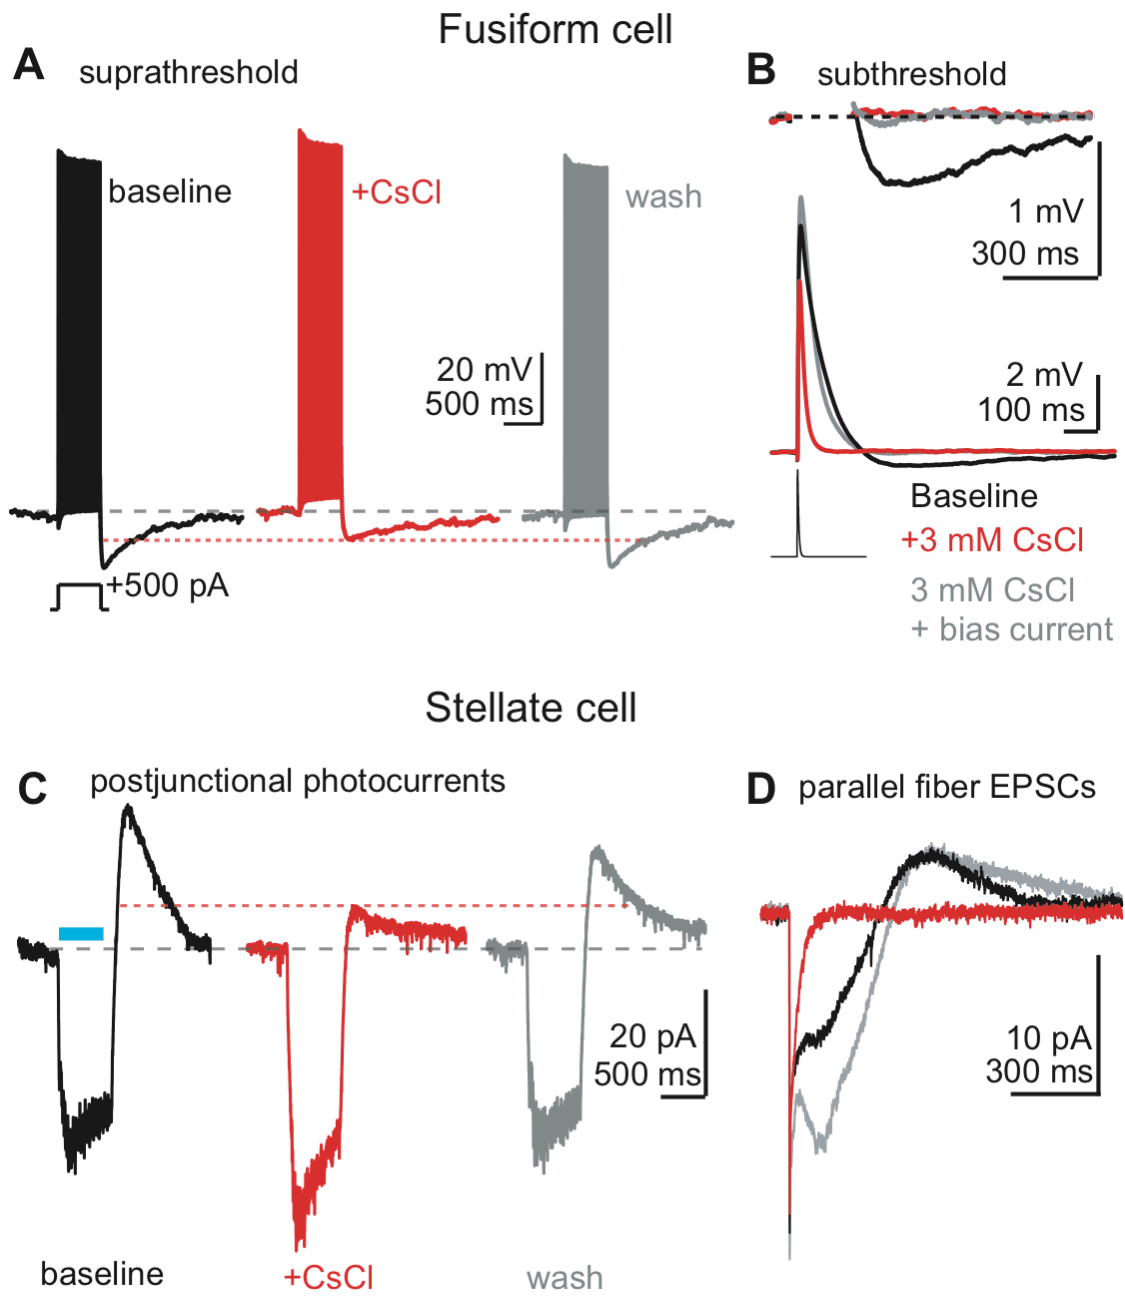 Fusiform cell
A suprathreshold
baseline
+CsCl
wash
20 mV
500 ms
+500 pA
B subthreshold
1 mV
300 ms
2 mV
100 ms
Baseline
+3 mM CsCl
3 mM CsCl
+ bias current
Stellate cell
C postjunctional photocurrents
20 pA
500 ms
baseline
+CsCl
wash
D parallel fiber EPSCs
10 pA
300 ms